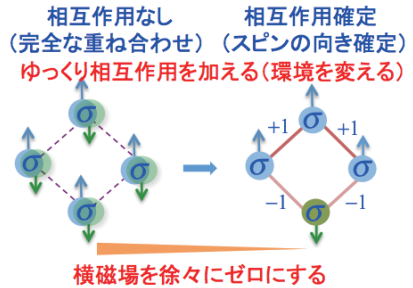 相互作用なし
(完全な重ね合わせ)
相互作用確定
(スピンの向き確定)
ゆっくり相互作用を加える(環境を変える)
σ
σ
σ
σ
σ
+1
+1
σ
σ
−1
−1
σ
横磁場を徐々にゼロにする